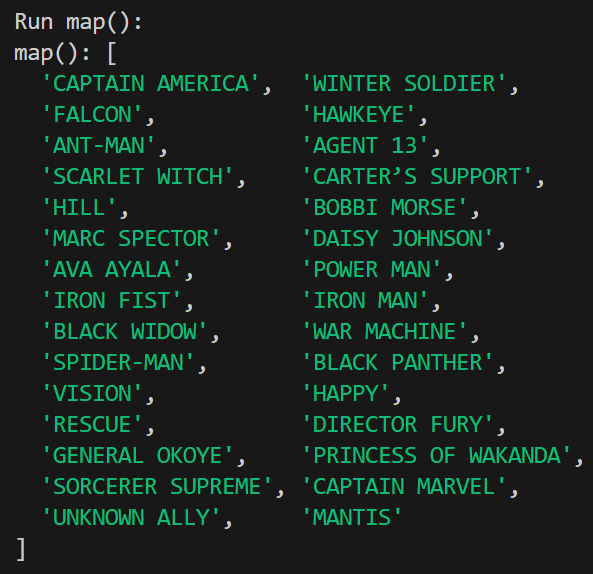 Run map():
map(): [
  'CAPTAIN AMERICA',  'WINTER SOLDIER',
  'FALCON',           'HAWKEYE',
  'ANT-MAN',          'AGENT 13',
  'SCARLET WITCH',    'CARTER’S SUPPORT',
  'HILL',             'BOBBI MORSE',
  'MARC SPECTOR',     'DAISY JOHNSON',
  'AVA AYALA',        'POWER MAN',
  'IRON FIST',        'IRON MAN',
  'BLACK WIDOW',      'WAR MACHINE',
  'SPIDER-MAN',       'BLACK PANTHER',
  'VISION',           'HAPPY',
  'RESCUE',           'DIRECTOR FURY',
  'GENERAL OKOYE',    'PRINCESS OF WAKANDA',
  'SORCERER SUPREME', 'CAPTAIN MARVEL',
  'UNKNOWN ALLY',     'MANTIS'
]